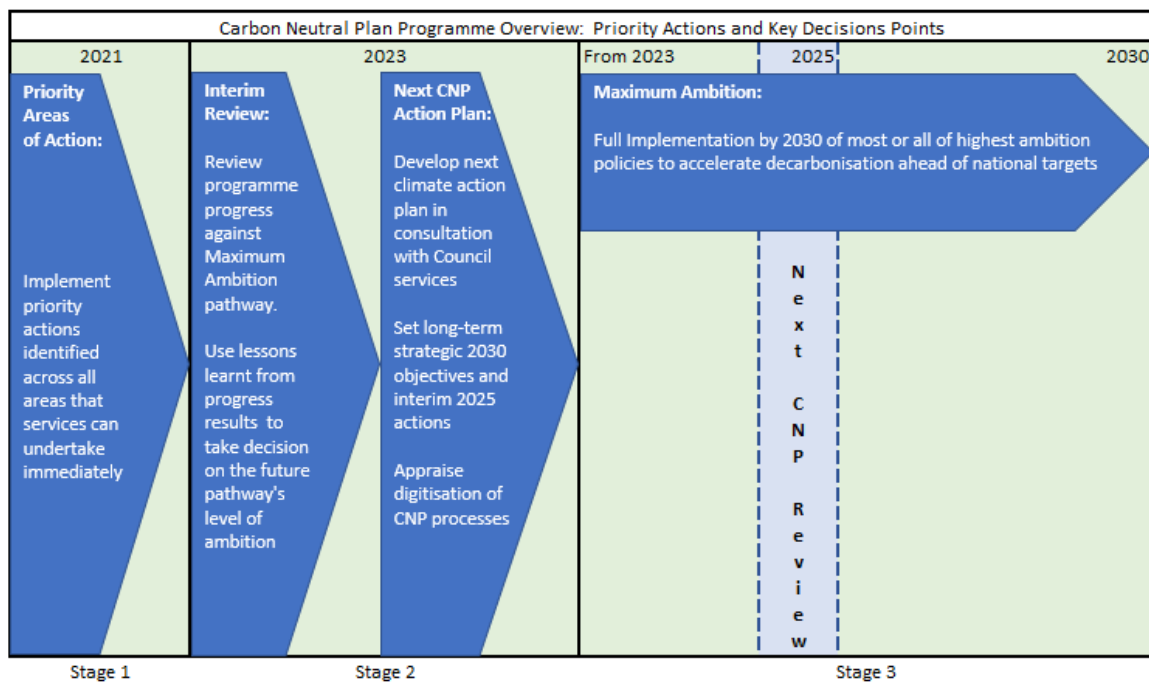 Carbon Neutral Plan Programme Overview: Priority Actions and Key Decisions Points
2021
2023
From 2023
2025
2030
Priority
Areas
of Action:
Implement
priority
actions
identified
across all
areas that
services can
undertake
immediately
Interim
Review:
Review
programme
progress
against
Maximum
Ambition
pathway.
Use lessons
learnt from
progress
results to
take decision
on the future
pathway's
level of
ambition
Next CNP
Action Plan:
Develop next
climate action
plan in
consultation
with Council
services
Set long-term
strategic 2030
objectives and
interim 2025
actions
Appraise
digitisation of
CNP processes
Maximum Ambition:
Full Implementation by 2030 of most or all of highest ambition
policies to accelerate decarbonisation ahead of national targets
Next CNP Review
Stage 1
Stage 2
Stage 3